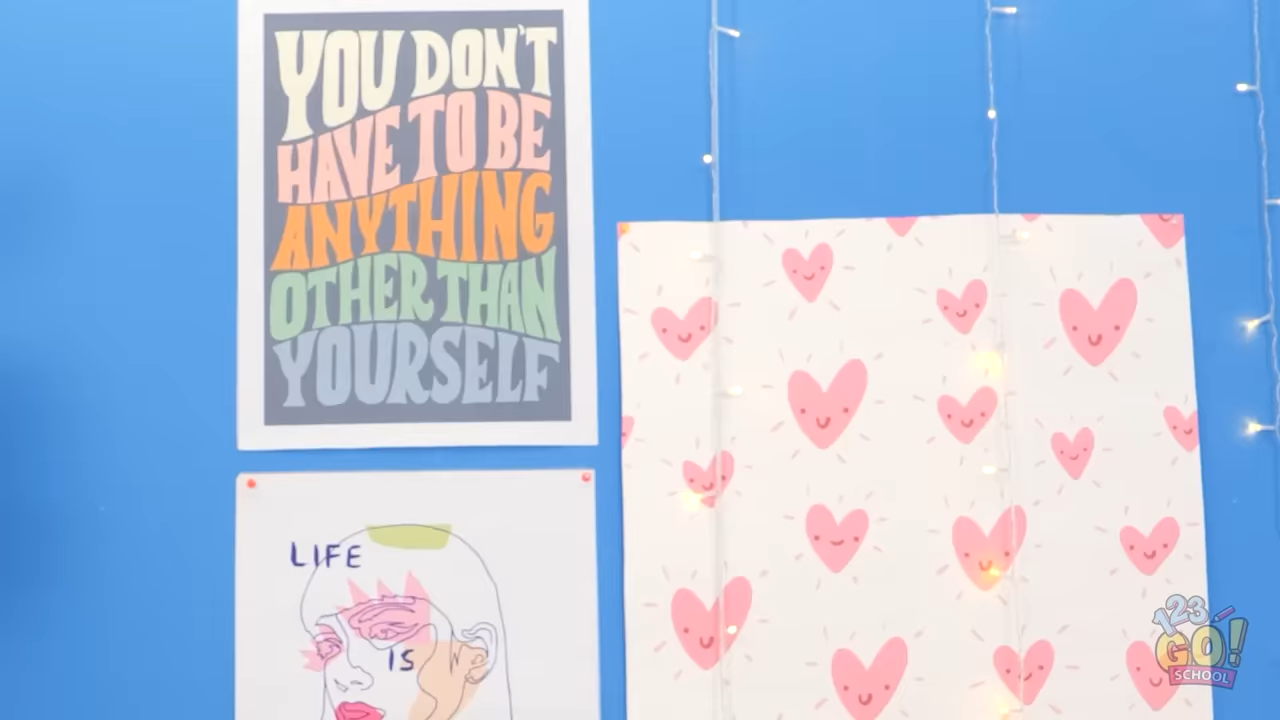 YOU DON'T
HAVE TO BE
ANYTHING
OTHER THAN
YOURSELF
LIFE
IS
123
GO!
SCHOOL